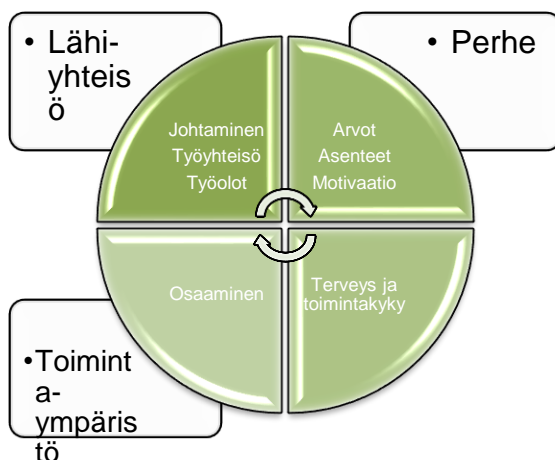 • Lähi-
yhteis
ö
• Perhe
Johtaminen
Työyhteisö
Työolot
Arvot
Asenteet
Motivaatio
Osaaminen
Terveys ja
toimintakyky
•Toimint
a-
ympäris
tö